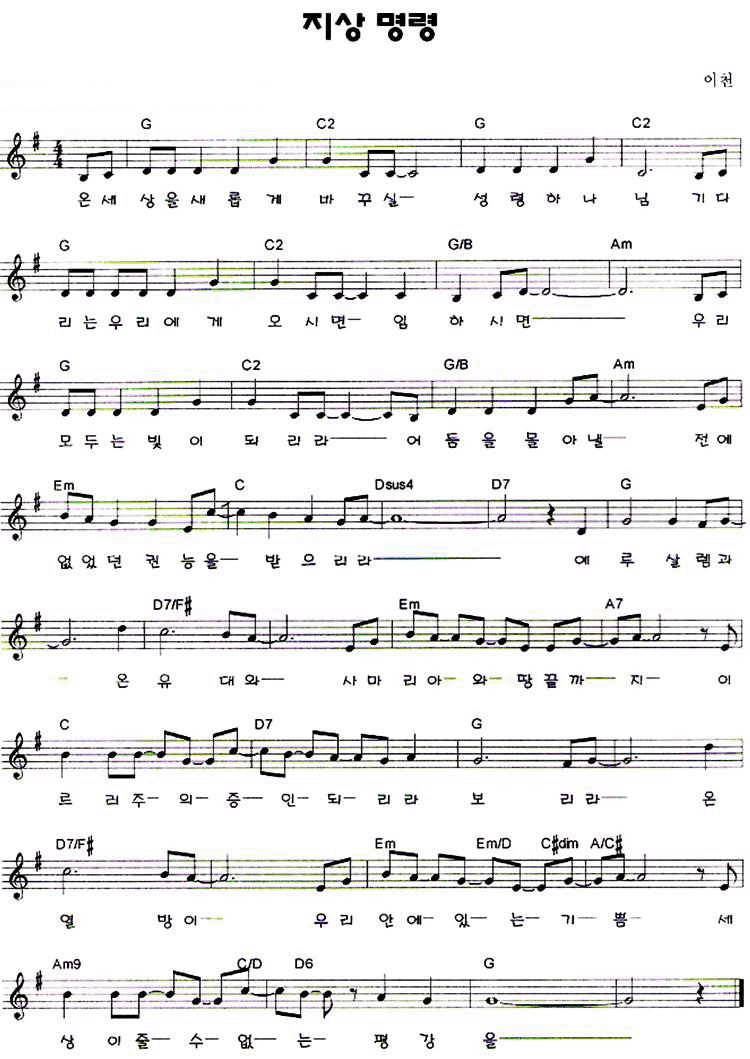 지상 명령
이천
G C2 G C2
4 4
은세 상을새 롭 게 바 꾸실 성 령하나 님 기다
G C2 G/B Am
리는우리에 게 오 시면 임 하시면 우리
G C2 G/B Am
모두는 빛 이 되 리라 어 둠을몰아낼 전에
Em C Dsus4 D7 G
없었던 권 능을 받 으 리라 예 루 살렘과
D7/F# Em A7
온 유 대와 사마 리아 와 땅끝까 지 이
C D7 G
르 리주 의 증 인 되 리라 보 리라 온
D7/F# Em Em/D C#dim A/C#
열 방이 우리 안에 있 는 기 쁨 세
Am9 C/D D6 G
상 이줄 수 없 는 평 강 을